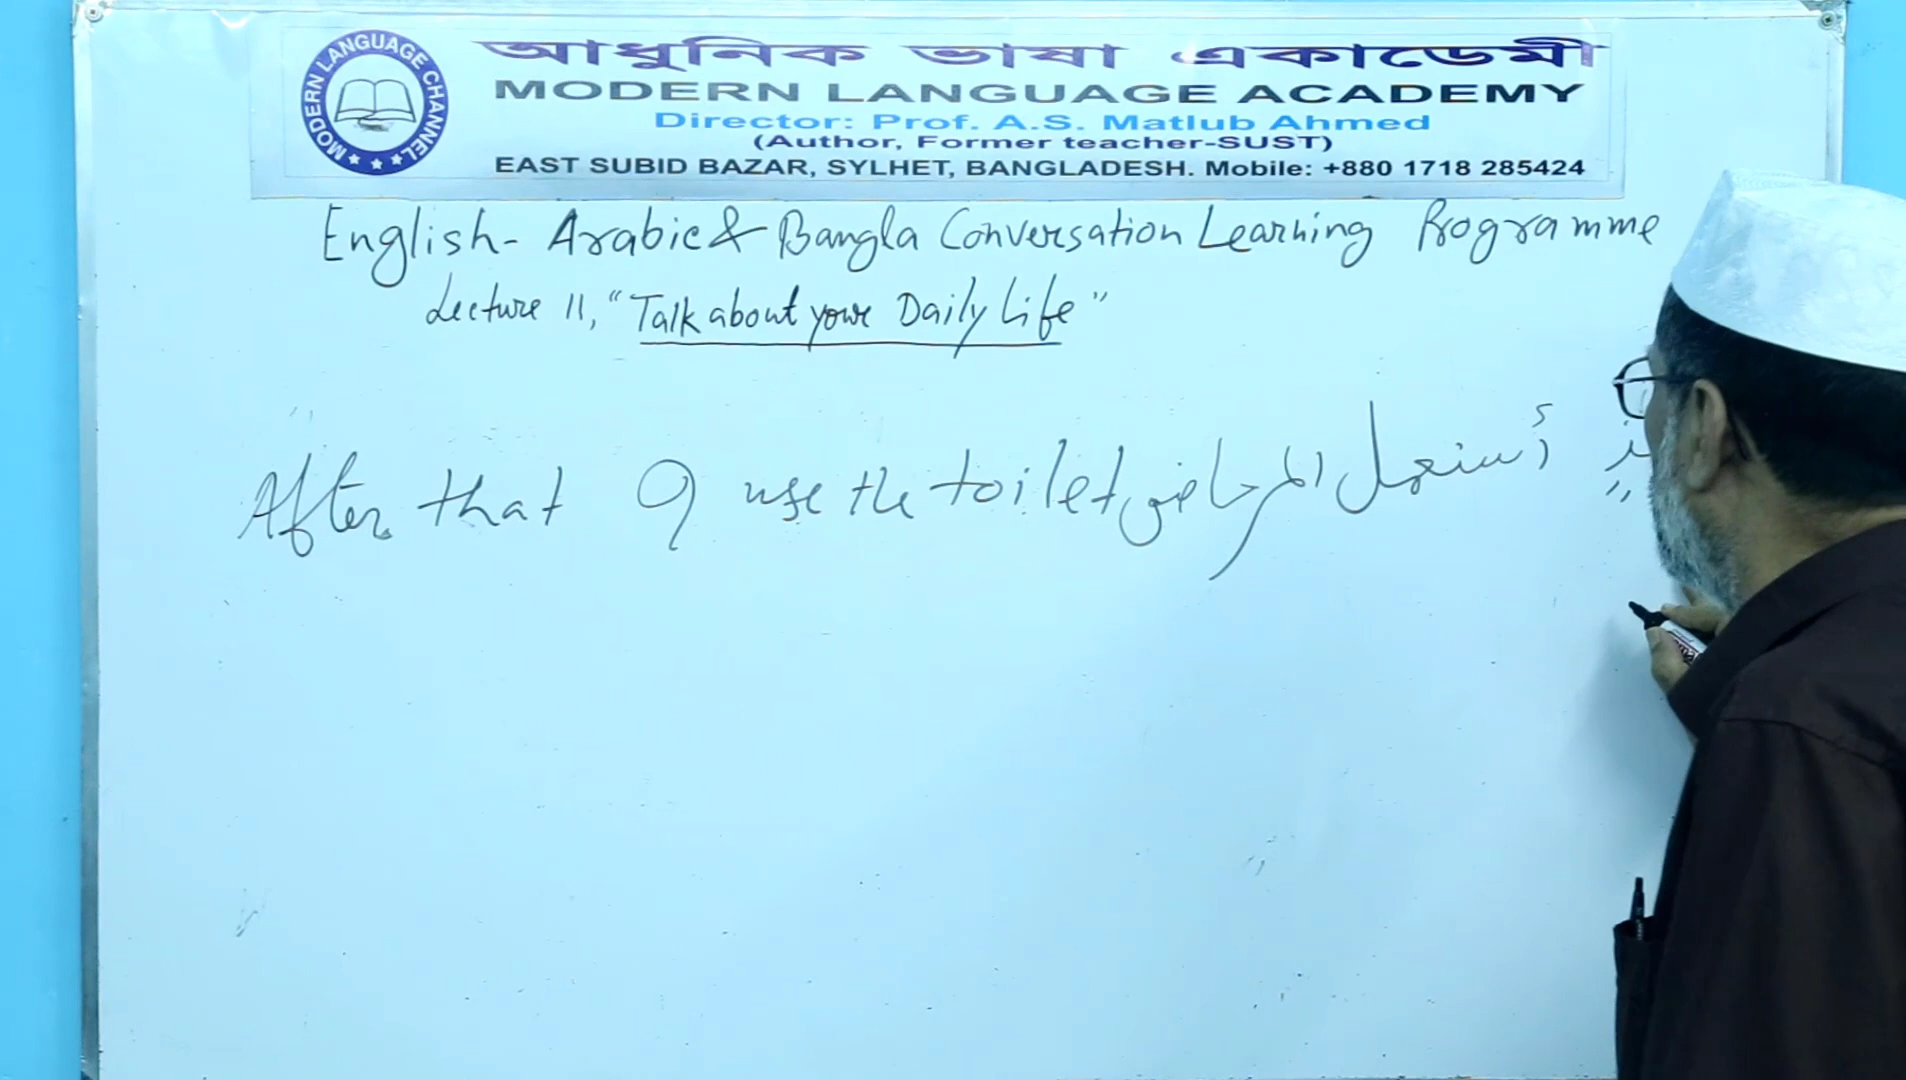 MODERN LANGUAGE CHANNEL
আধুনিক ভাষা একাডেমী
MODERN LANGUAGE ACADEMY
Director: Prof. A.S. Matlub Ahmed
(Author, Former teacher-SUST)
EAST SUBID BAZAR, SYLHET, BANGLADESH. Mobile: +880 1718 285424
English- Arabic & Bangla Conversation Learning Programme
Lecture 11, "Talk about your Daily Life"
After that I use the toilet أستعمل المرحاض